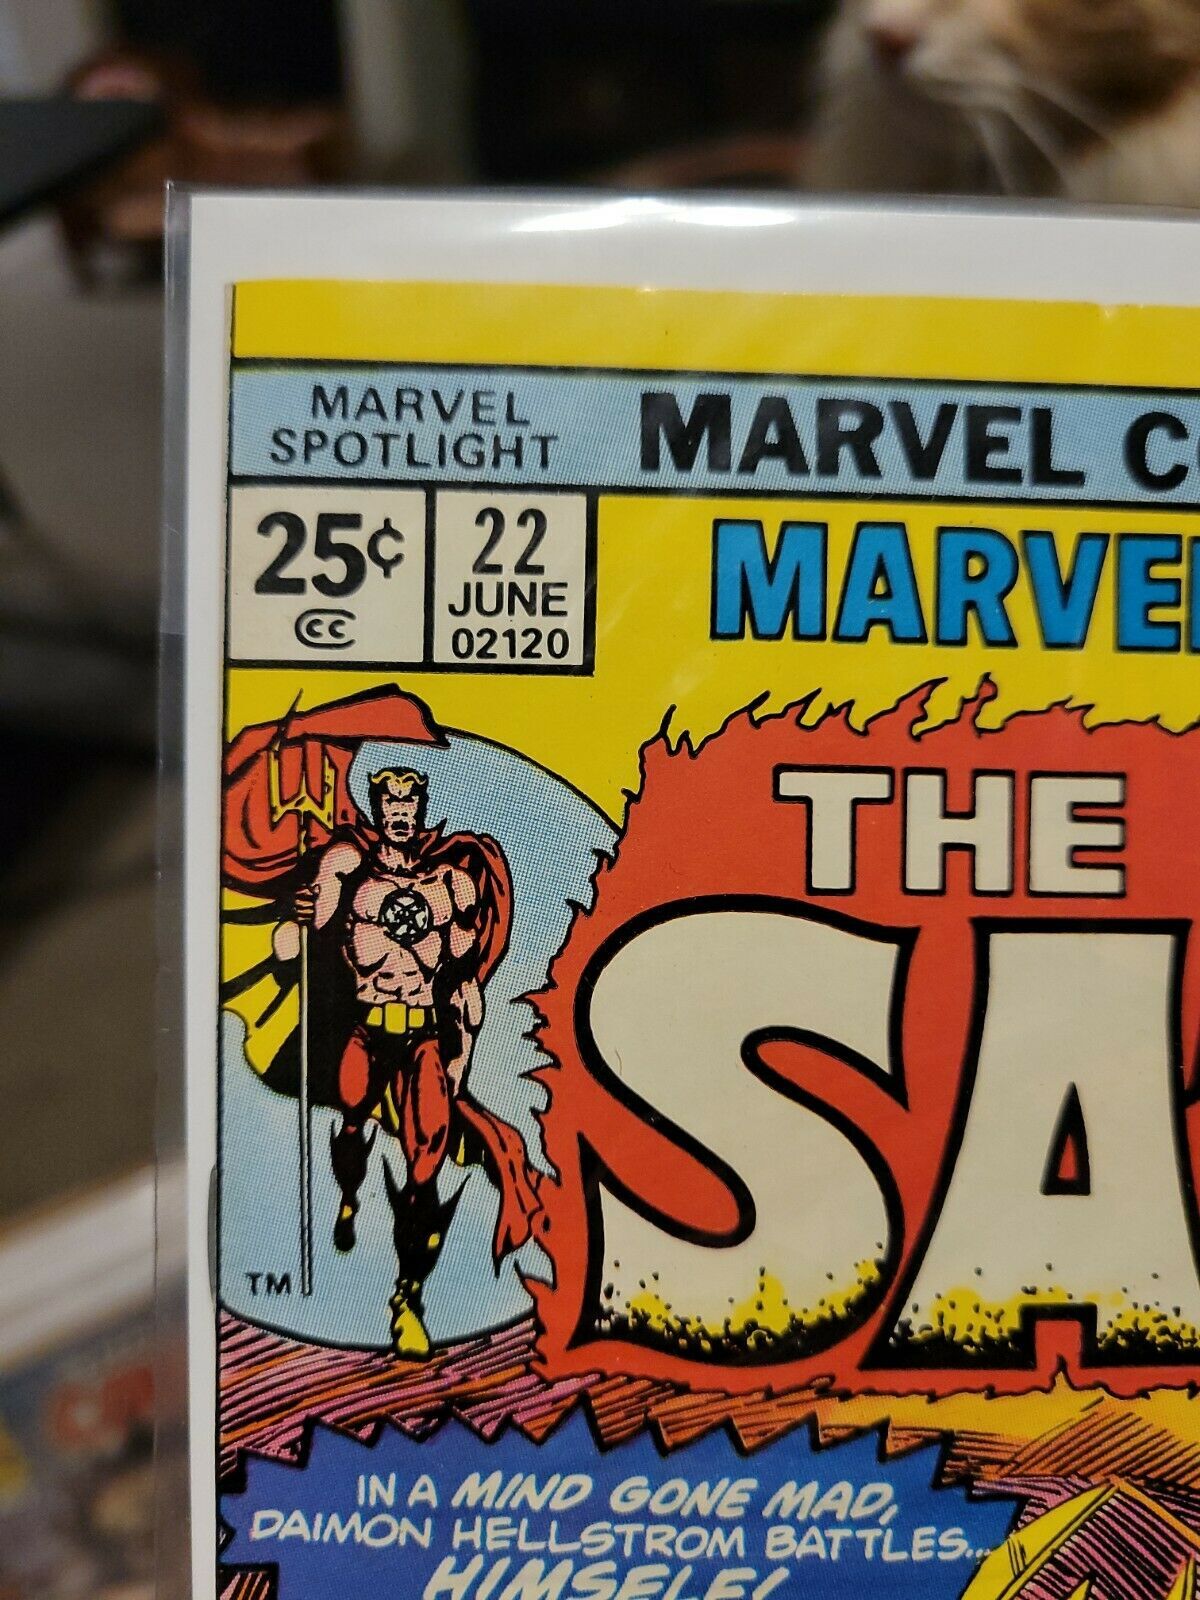 MARVEL
SPOTLIGHT
MARVEL C
25¢
CC
22
JUNE
02120
MARVE
THE
SA
TM
IN A MIND GONE MAD,
DAIMON HELLSTROM BATTLES...
HIMSELF!